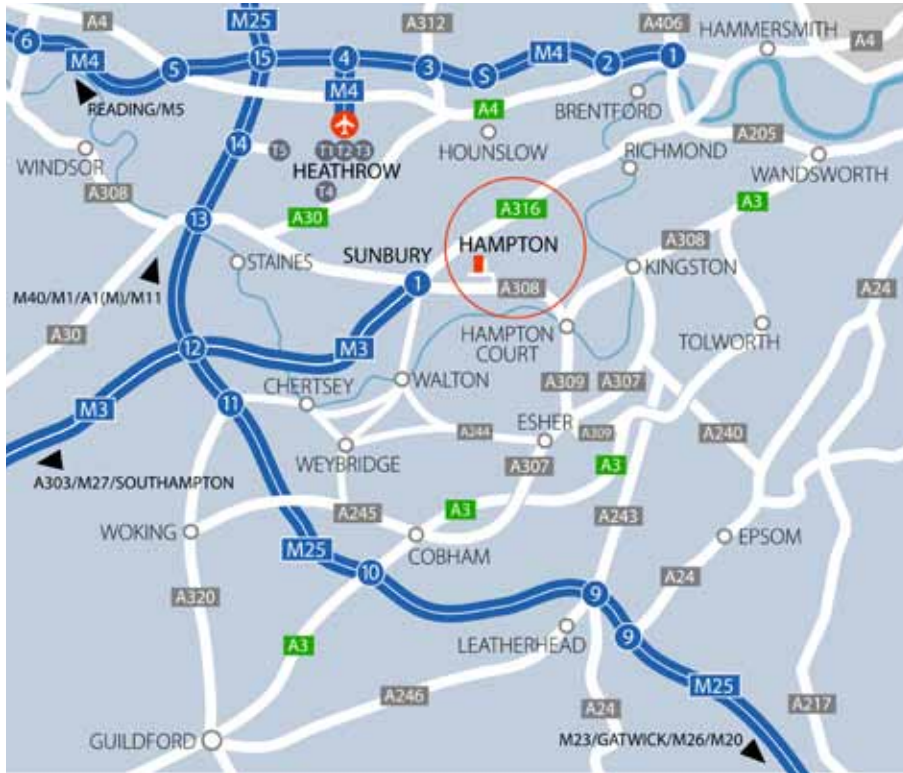 A4
M25
A312
A406
HAMMERSMITH
6
M4
5
15
4
3
S
M4
2
1
A4
M4
READING/M5
A4
BRENTFORD
WINDSOR
14
T5
T1
T2
T3
HEATHROW
T4
HOUNSLOW
RICHMOND
A205
WANDSWORTH
A308
13
A30
A316
A3
STAINES
SUNBURY
HAMPTON
A308
KINGSTON
M40/M1/A1(M)/M11
1
A308
A24
A30
12
M3
HAMPTON
COURT
TOLWORTH
M3
11
CHERTSEY
WALTON
A309
A307
ESHER
A244
A309
A240
WEYBRIDGE
A307
A3
A303/M27/SOUTHAMPTON
WOKING
A245
A3
A243
EPSOM
M25
COBHAM
10
A24
A320
9
LEATHERHEAD
9
A3
M25
A246
A24
A217
GUILDFORD
M23/GATWICK/M26/M20